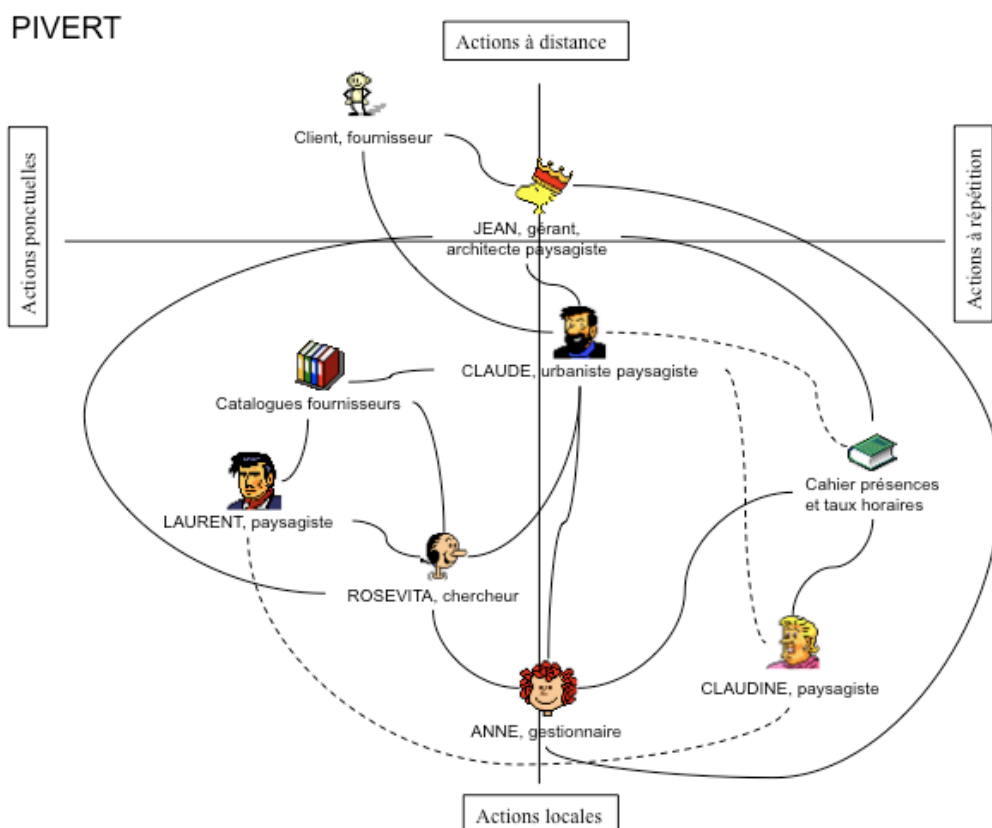 PIVERT
Actions à distance
Client, fournisseur
Actions ponctuelles
Actions à répétition
JEAN, gérant,
architecte paysagiste
CLAUDE, urbaniste paysagiste
Catalogues fournisseurs
Cahier présences
et taux horaires
LAURENT, paysagiste
ROSEVITA, chercheur
CLAUDINE, paysagiste
ANNE, gestionnaire
Actions locales